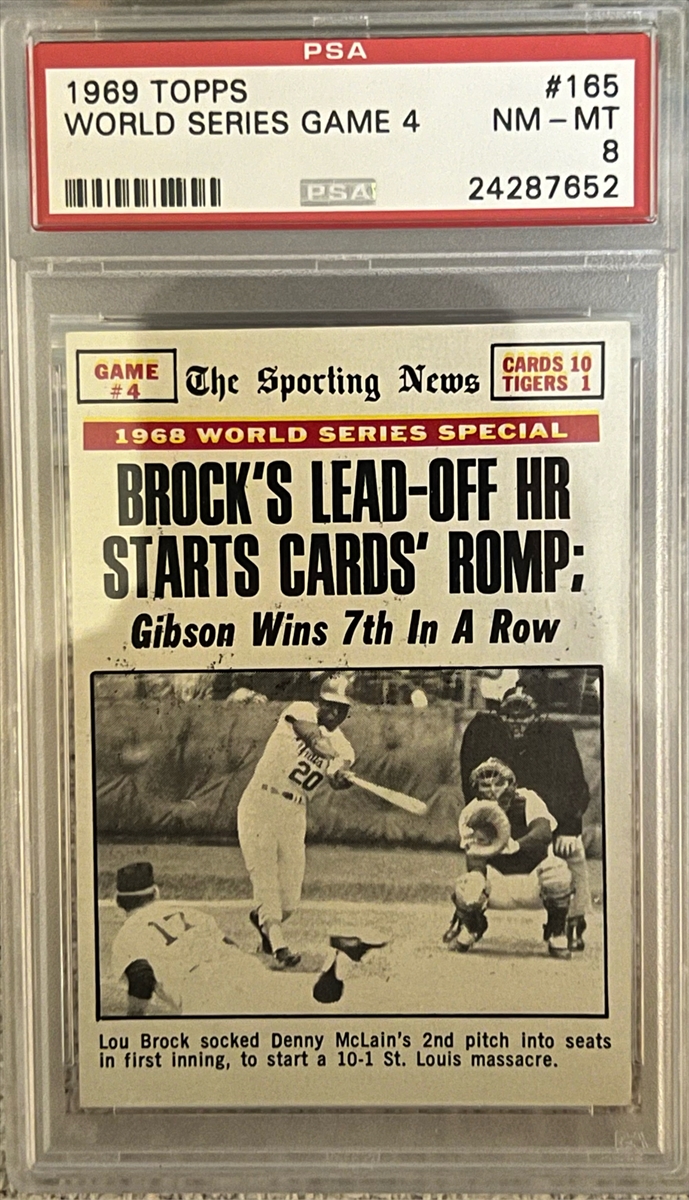 PSA
1969 TOPPS #165
WORLD SERIES GAME 4 NM - MT
8
PSA 24287652
GAME #4
The Sporting News
CARDS 10
TIGERS 1
1968 WORLD SERIES SPECIAL
BROCK'S LEAD-OFF HR
STARTS CARDS' ROMP:
Gibson Wins 7th In A Row
20
17
Lou Brock socked Denny McLain's 2nd pitch into seats
in first inning, to start a 10-1 St. Louis massacre.